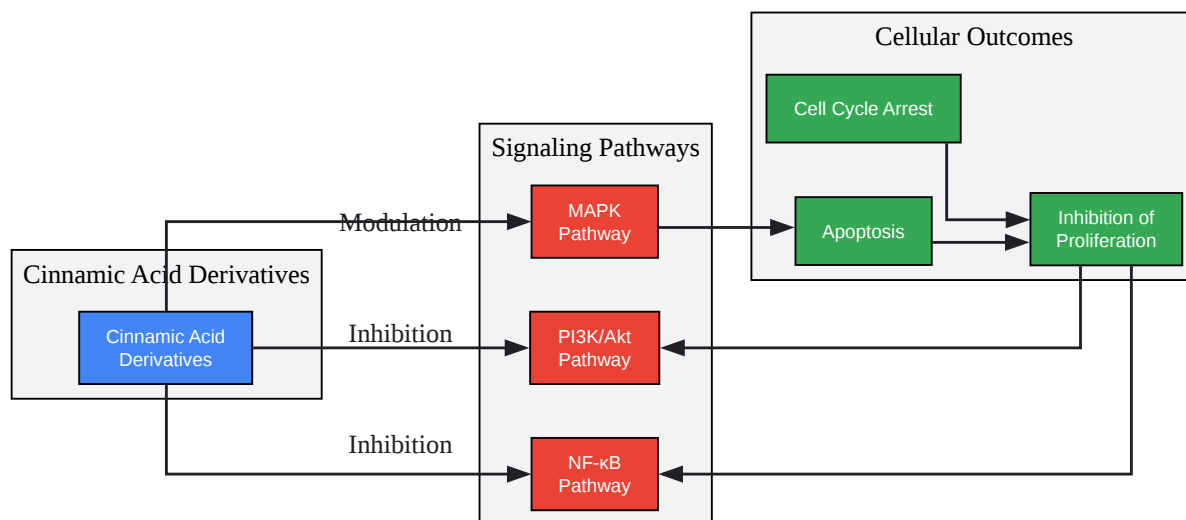 Cellular Outcomes
Cell Cycle Arrest
Signaling Pathways
MAPK
Pathway
Modulation
Apoptosis
Inhibition of
Proliferation
Cinnamic Acid Derivatives
Cinnamic Acid
Derivatives
Inhibition
PI3K/Akt
Pathway
Inhibition
NF-κB
Pathway